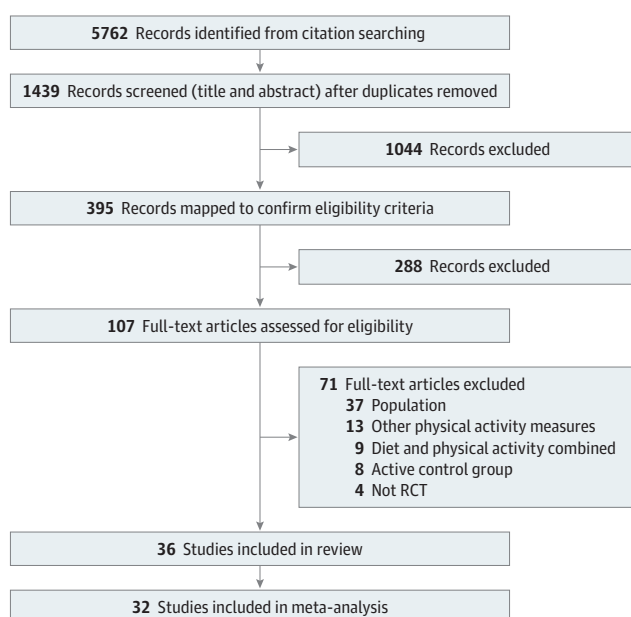 5762 Records identified from citation searching
1439 Records screened (title and abstract) after duplicates removed
1044 Records excluded
395 Records mapped to confirm eligibility criteria
288 Records excluded
107 Full-text articles assessed for eligibility
71 Full-text articles excluded
37 Population
13 Other physical activity measures
9 Diet and physical activity combined
8 Active control group
4 Not RCT
36 Studies included in review
32 Studies included in meta-analysis